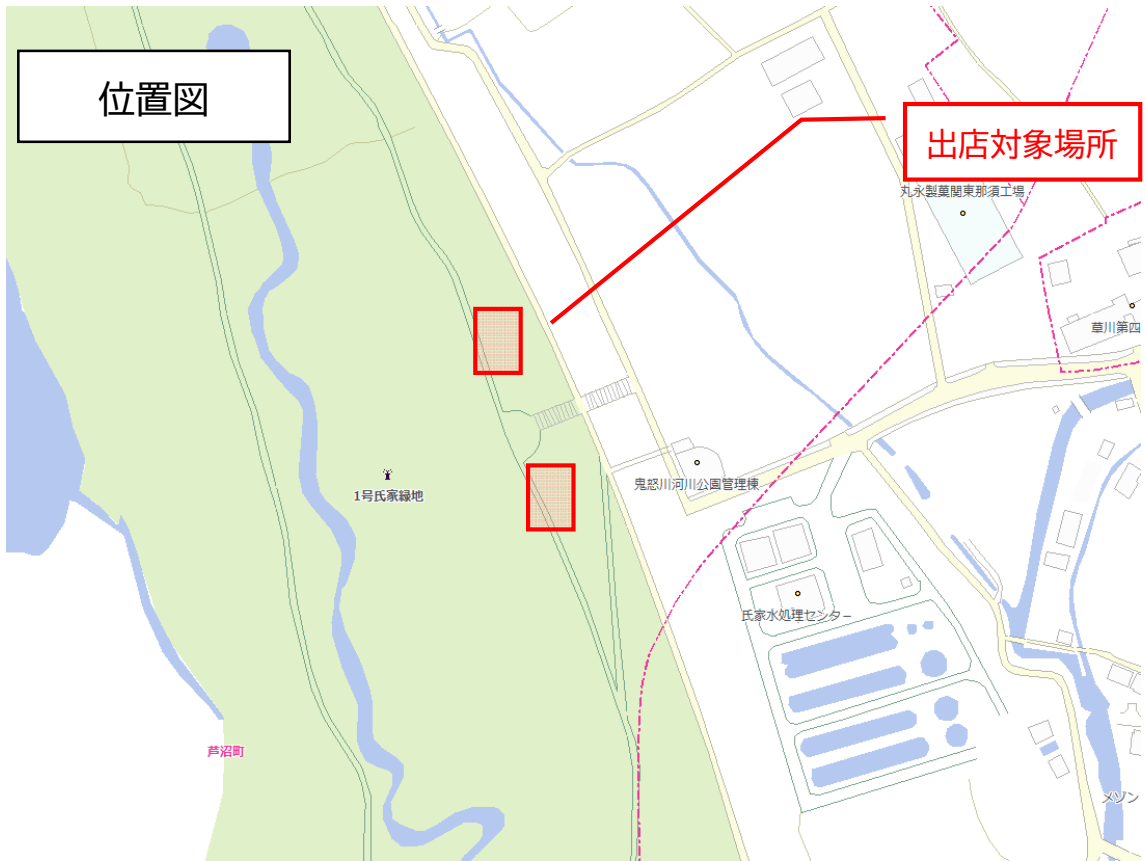 位置図
出店対象場所
丸永製菓関東那須工場
草川第四
1号氏家緑地
鬼怒川河川公園管理棟
氏家水処理センター
芦沼町
メゾン